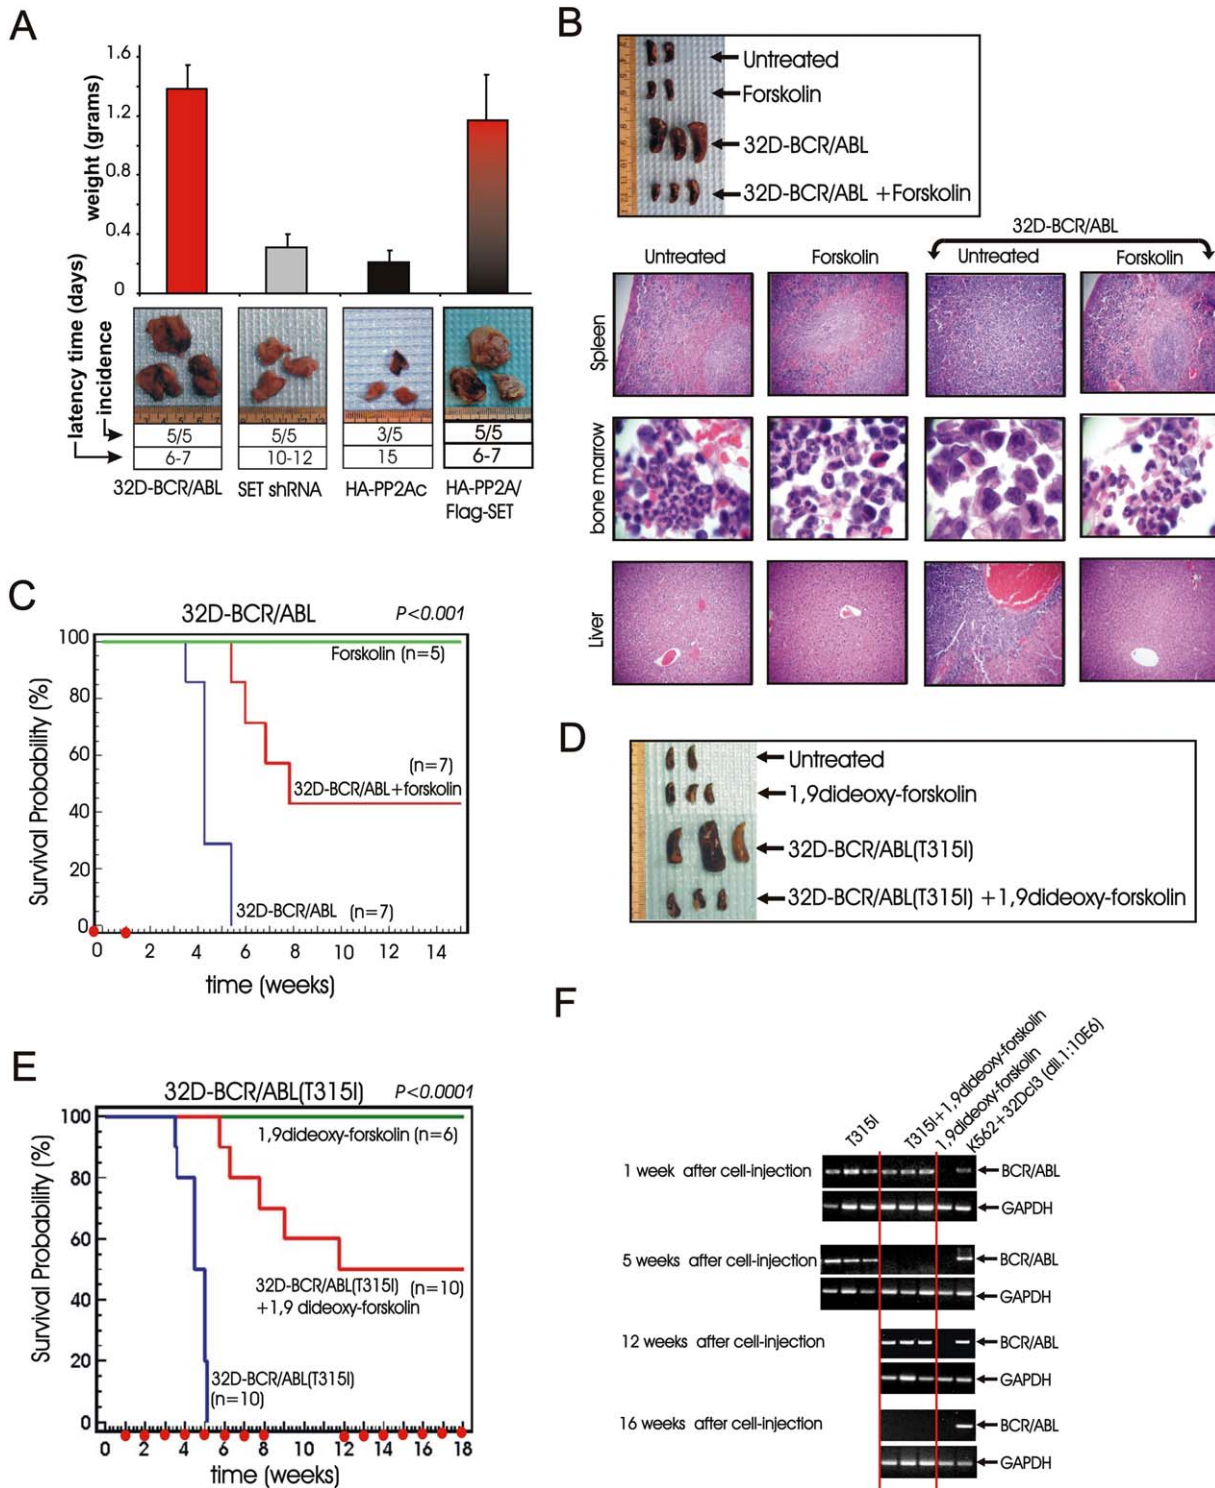 A
weight (grams)
1.6
1.2
0.8
0.4
0
latency time (days)
incidence
5/5
5/5
3/5
5/5
6-7
10-12
15
6-7
32D-BCR/ABL
SET shRNA
HA-PP2Ac
HA-PP2A/
Flag-SET
B
Untreated
Forskolin
32D-BCR/ABL
32D-BCR/ABL +Forskolin
32D-BCR/ABL
Untreated
Forskolin
Untreated
Forskolin
Spleen
bone marrow
Liver
C
32D-BCR/ABL
P<0.001
Survival Probability (%)
100
80
60
40
20
0
Forskolin (n=5)
(n=7)
32D-BCR/ABL+forskolin
32D-BCR/ABL (n=7)
0 2 4 6 8 10 12 14
time (weeks)
D
Untreated
1,9dideoxy-forskolin
32D-BCR/ABL(T315I)
32D-BCR/ABL(T315I) +1,9dideoxy-forskolin
E
32D-BCR/ABL(T315I)
P<0.0001
Survival Probability (%)
100
80
60
40
20
0
1,9dideoxy-forskolin (n=6)
32D-BCR/ABL(T315I) (n=10)
+1,9 dideoxy-forskolin
32D-BCR/ABL(T315I)
(n=10)
0 2 4 6 8 10 12 14 16 18
time (weeks)
F
T315I
T315I+1,9dideoxy-forskolin
1,9dideoxy-forskolin
K562+32Dcl3 (dil.1:10E6)
1 week after cell-injection
BCR/ABL
GAPDH
5 weeks after cell-injection
BCR/ABL
GAPDH
12 weeks after cell-injection
BCR/ABL
GAPDH
16 weeks after cell-injection
BCR/ABL
GAPDH